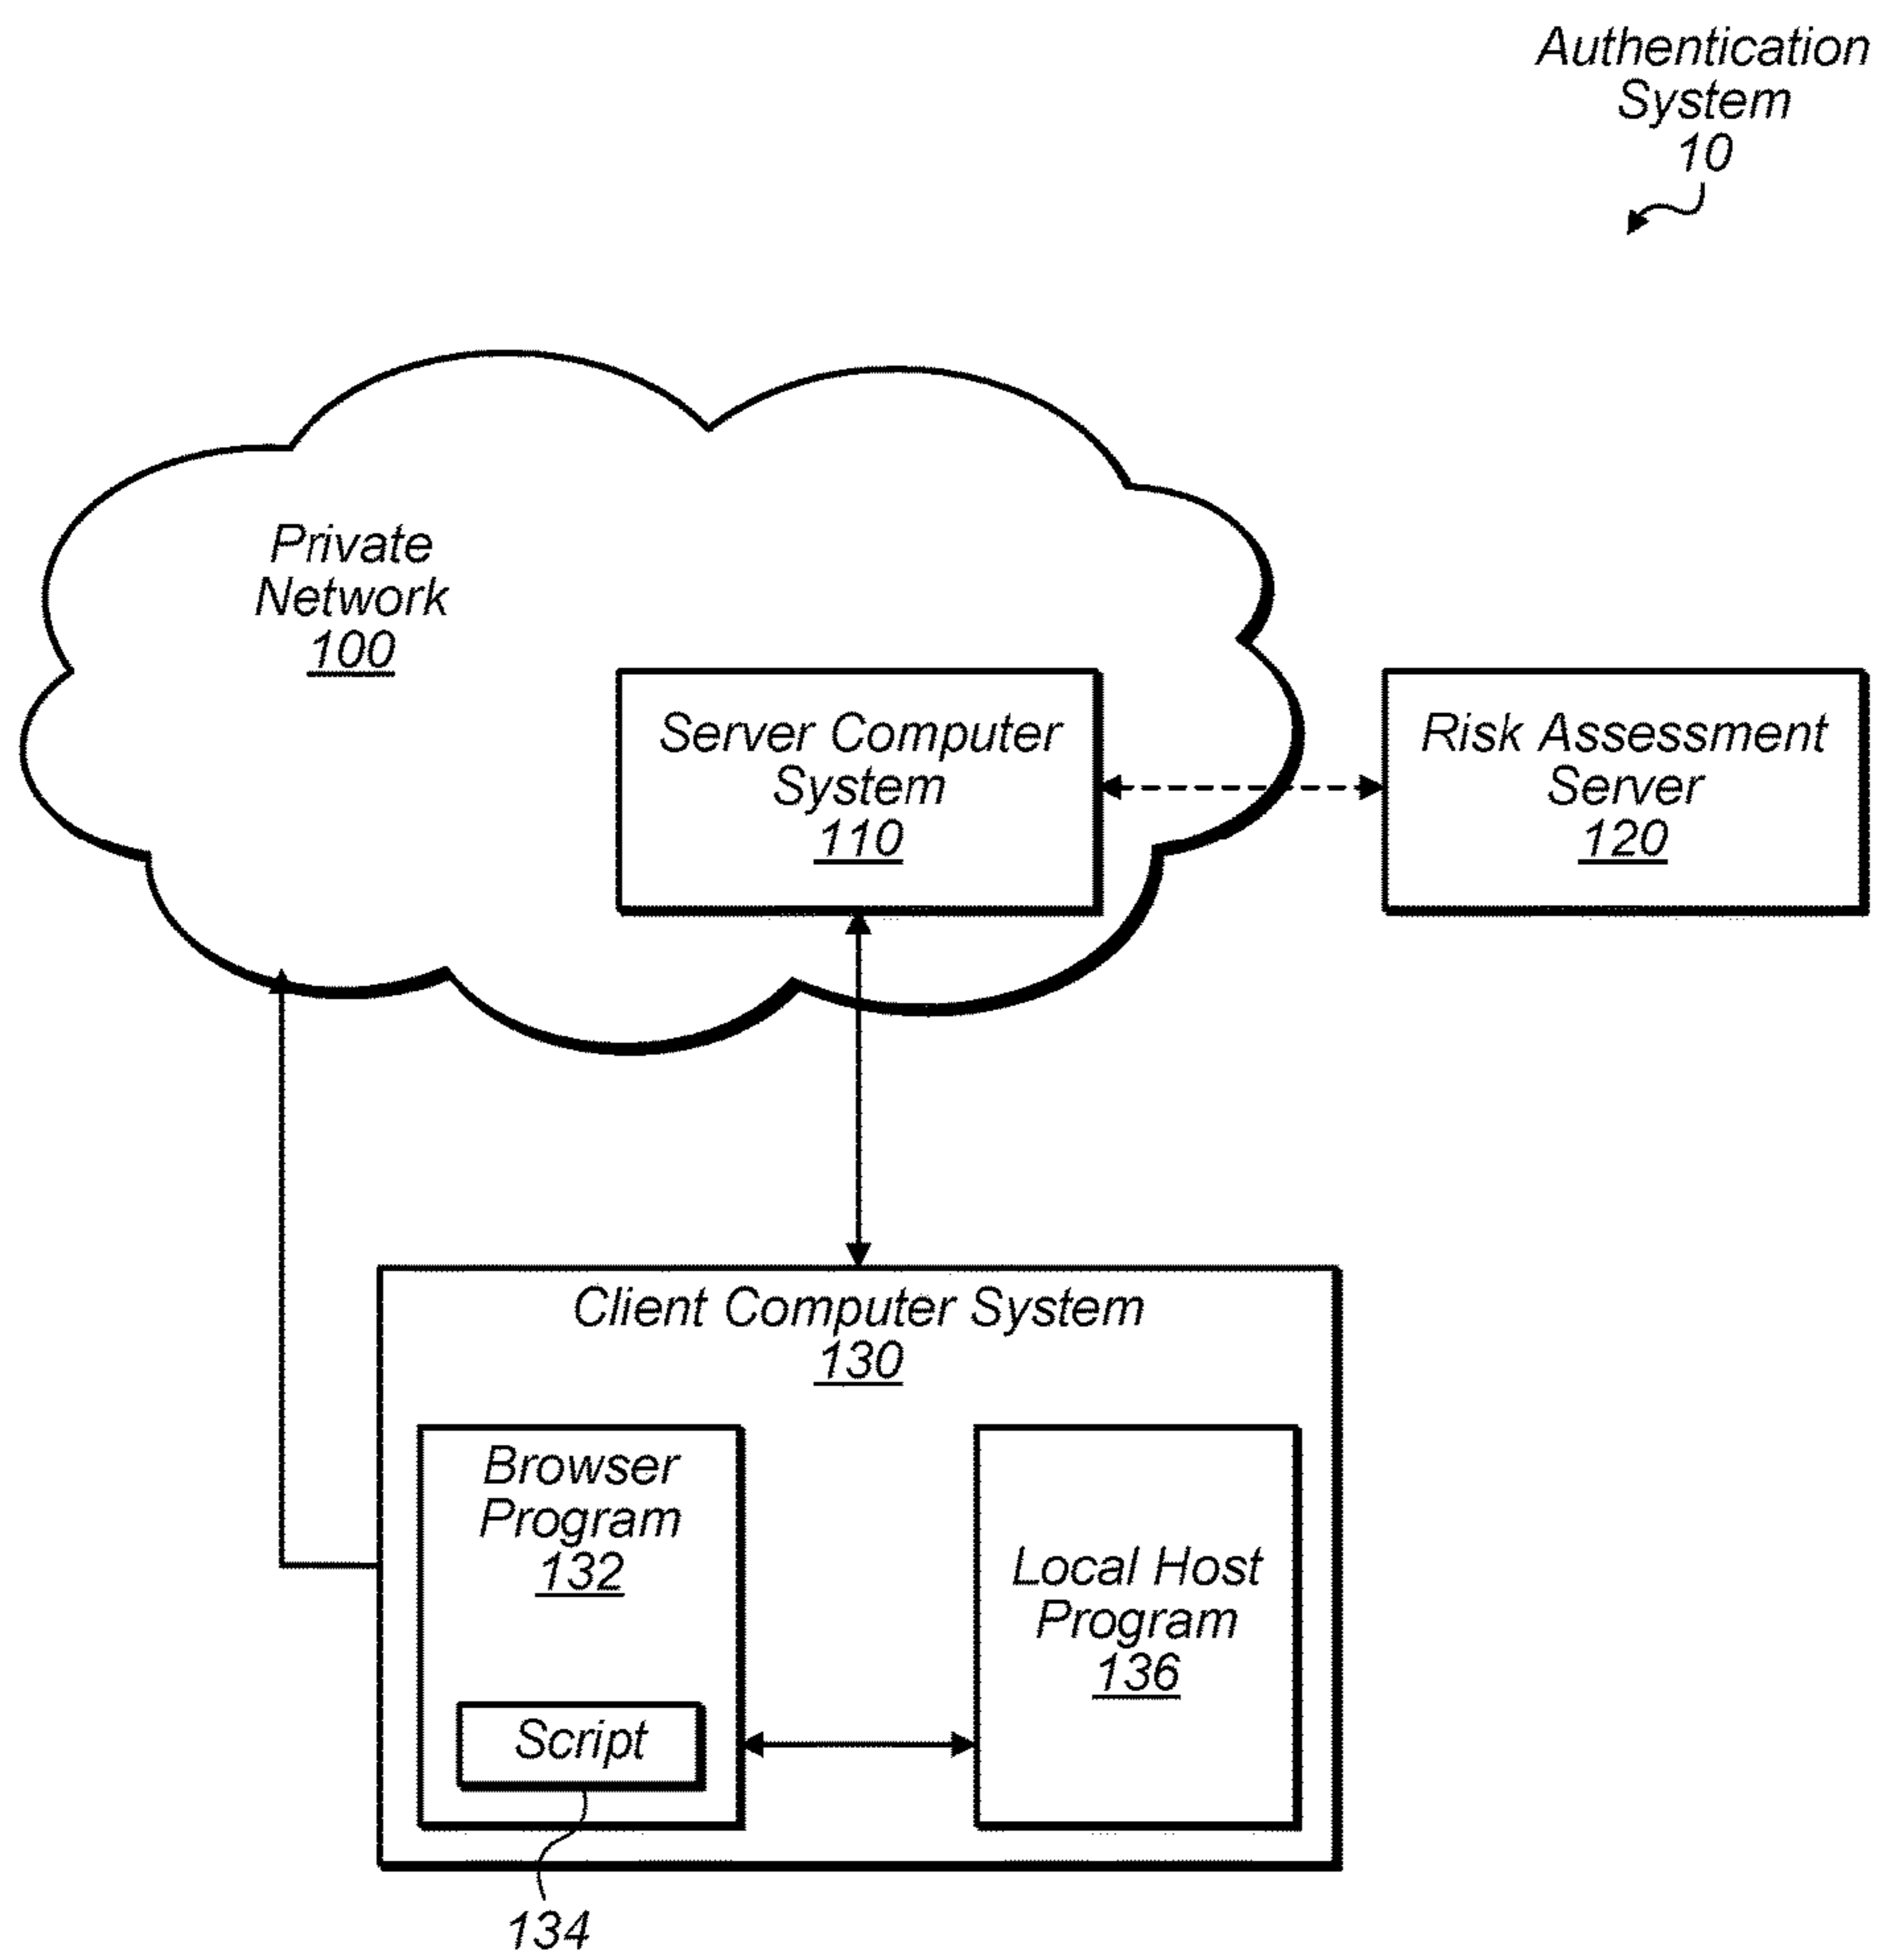 Authentication
System
10
Private
Network
100
Server Computer
System
110
Risk Assessment
Server
120
Client Computer System
130
Browser
Program
132
Local Host
Program
136
Script
134